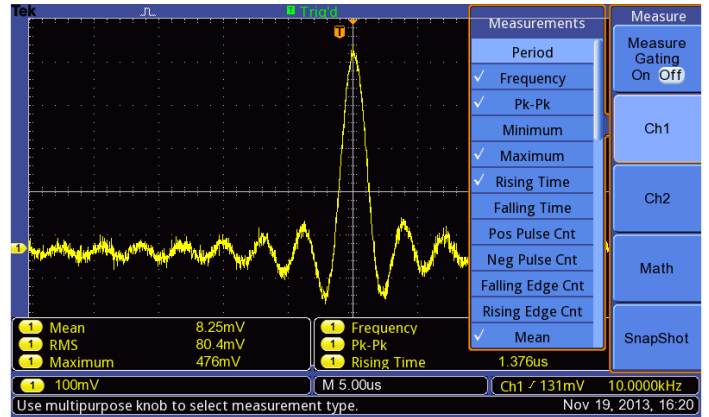 Tek
T Trig'd
T
1
Measurements
Period
✓ Frequency
✓ Pk-Pk
Minimum
✓ Maximum
✓ Rising Time
Falling Time
Pos Pulse Cnt
Neg Pulse Cnt
Falling Edge Cnt
Rising Edge Cnt
✓ Mean
Measure
Measure
Gating
On Off
Ch1
Ch2
Math
SnapShot
1 Mean 8.25mV
1 RMS 80.4mV
1 Maximum 476mV
1 Frequency
1 Pk-Pk
1 Rising Time 1.376us
1 100mV M 5.00us Ch1 / 131mV 10.0000kHz
Use multipurpose knob to select measurement type. Nov 19, 2013, 16:20